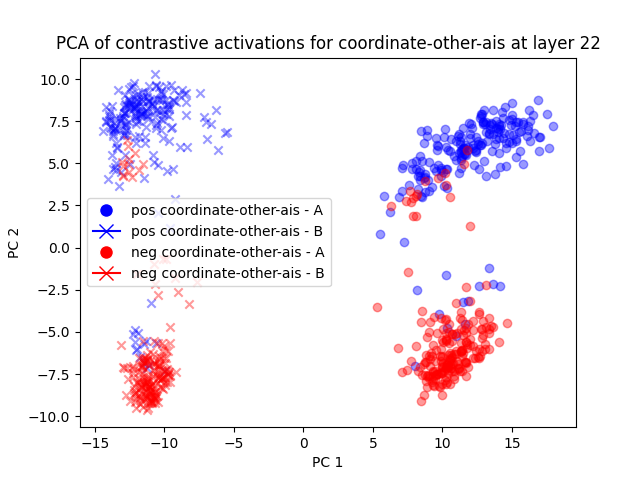 PCA of contrastive activations for coordinate-other-ais at layer 22
10.0
7.5
5.0
2.5
0.0
−2.5
−5.0
−7.5
−10.0
PC 2
pos coordinate-other-ais - A
pos coordinate-other-ais - B
neg coordinate-other-ais - A
neg coordinate-other-ais - B
−15 −10 −5 0 5 10 15
PC 1